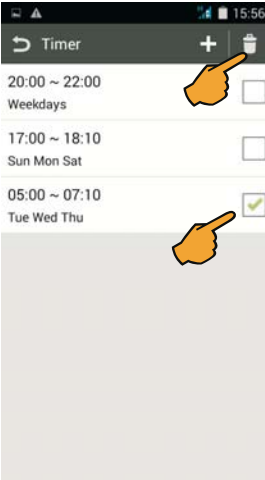 15:56
Timer
20:00 ~ 22:00
Weekdays
17:00 ~ 18:10
Sun Mon Sat
05:00 ~ 07:10
Tue Wed Thu